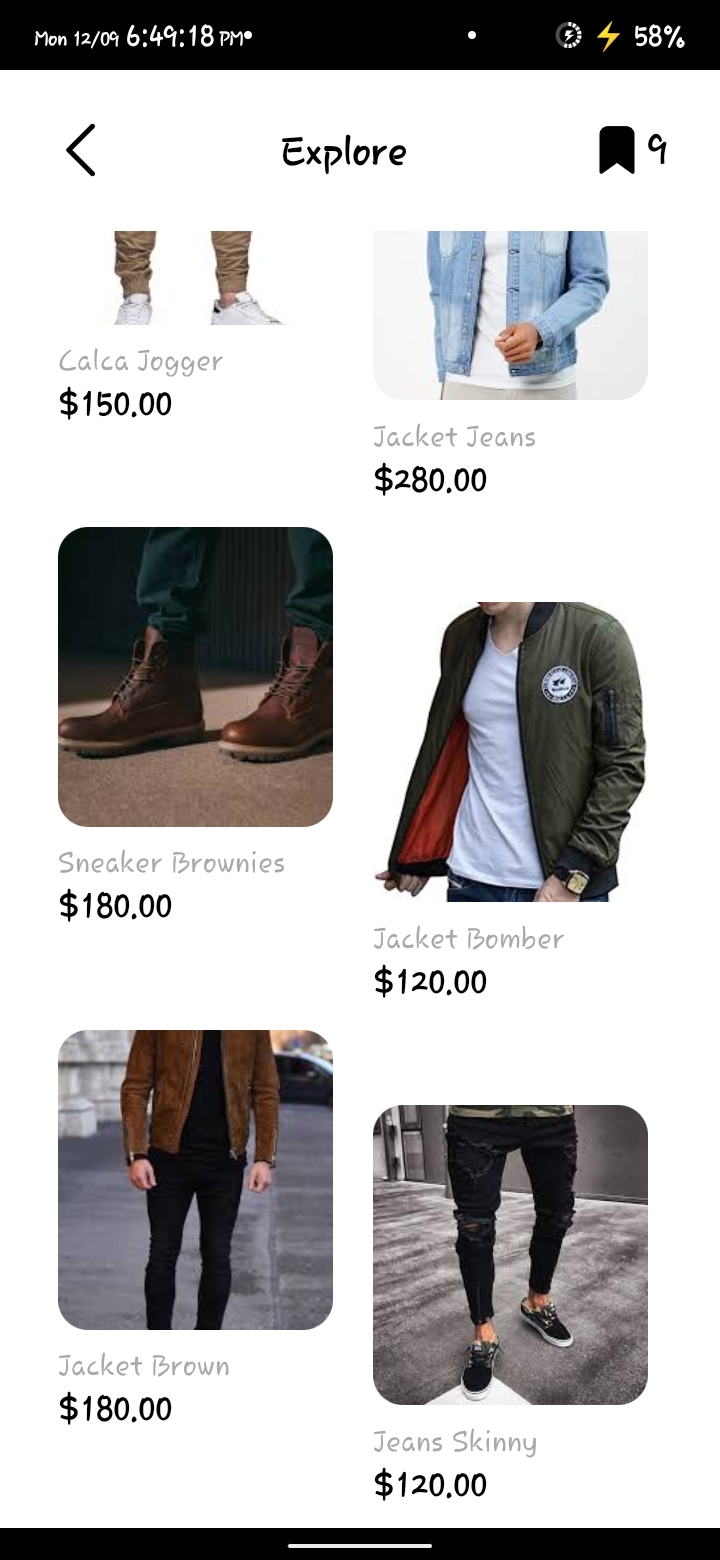 Mon 12/09 6:49:18 PM 58%
Explore 9
Calca Jogger
$150.00
Jacket Jeans
$280.00
Sneaker Brownies
$180.00
Jacket Bomber
$120.00
Jacket Brown
$180.00
Jeans Skinny
$120.00